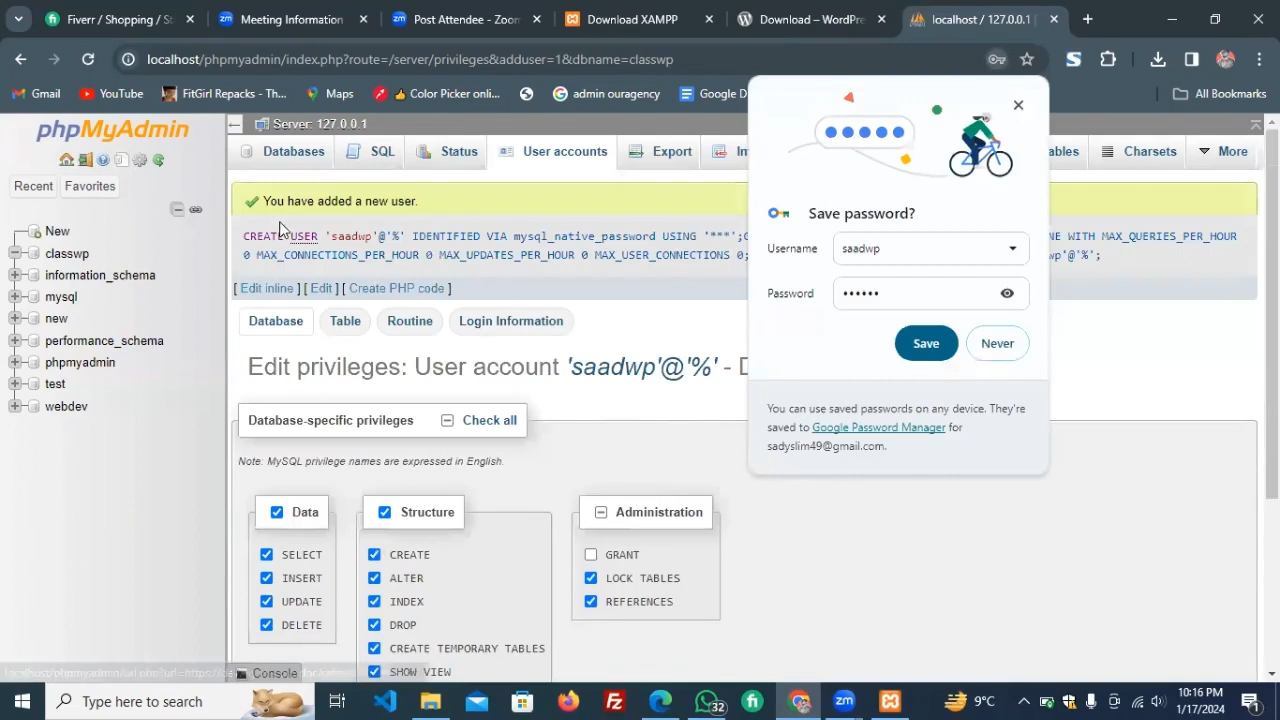 Fiverr / Shopping / St
Meeting Information
Post Attendee - Zoom
Download XAMPP
Download – WordPre
localhost / 127.0.0.1
localhost/phpmyadmin/index.php?route=/server/privileges&adduser=1&dbname=classwp
Gmail
YouTube
FitGirl Repacks - Th...
Maps
Color Picker onlin...
admin ouragency
Google D
All Bookmarks
phpMyAdmin
Recent
Favorites
New
classwp
information_schema
mysql
new
performance_schema
phpmyadmin
test
webdev
Server: 127.0.0.1
Databases
SQL
Status
User accounts
Export
Im
ables
Charsets
More
You have added a new user.
CREATE USER 'saadwp'@'%' IDENTIFIED VIA mysql_native_password USING '***';G
NE WITH MAX_QUERIES_PER_HOUR
0 MAX_CONNECTIONS_PER_HOUR 0 MAX_UPDATES_PER_HOUR 0 MAX_USER_CONNECTIONS 0;
wp'@'%';
[ Edit inline ] [ Edit ] [ Create PHP code ]
Database
Table
Routine
Login Information
Edit privileges: User account 'saadwp'@'%' - D
Database-specific privileges
Check all
Note: MySQL privilege names are expressed in English.
Data
SELECT
INSERT
UPDATE
DELETE
Structure
CREATE
ALTER
INDEX
DROP
CREATE TEMPORARY TABLES
SHOW VIEW
Administration
GRANT
LOCK TABLES
REFERENCES
Console
Save password?
Username
saadwp
Password
••••••
Save
Never
You can use saved passwords on any device. They're
saved to Google Password Manager for
sadyslim49@gmail.com.
Type here to search
32
9°C
10:16 PM
1/17/2024
1